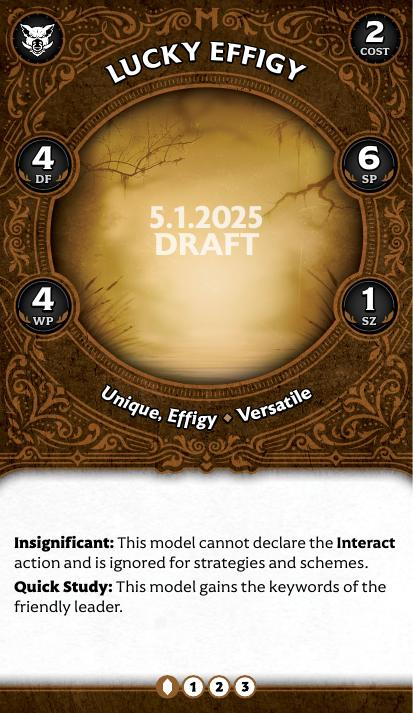 M
2
COST
LUCKY EFFIGY
4
DF
6
SP
5.1.2025
DRAFT
4
WP
1
SZ
Unique, Effigy ◆ Versatile
Insignificant: This model cannot declare the Interact
action and is ignored for strategies and schemes.
Quick Study: This model gains the keywords of the
friendly leader.
1 2 3